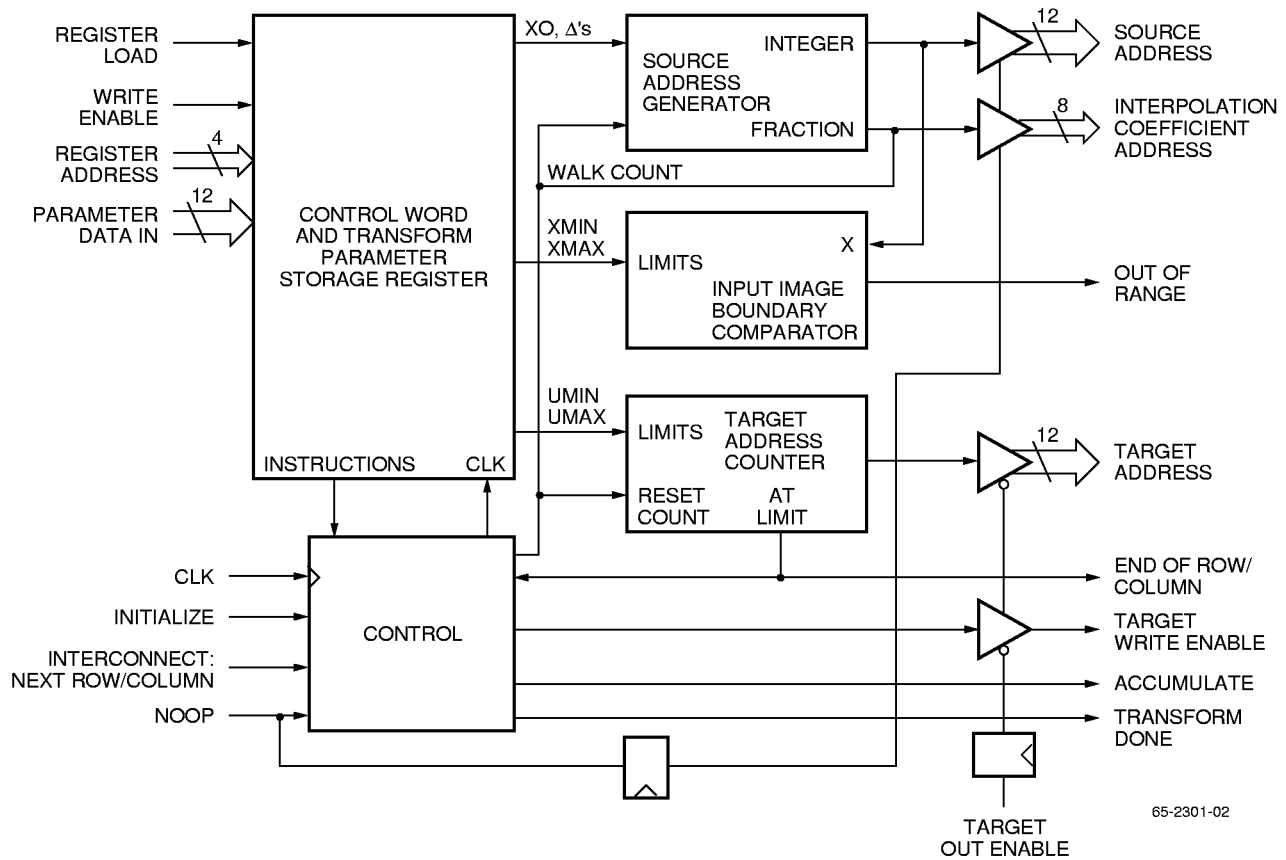 REGISTER
LOAD
WRITE
ENABLE
REGISTER
ADDRESS
4
PARAMETER
DATA IN
12
CONTROL WORD
AND TRANSFORM
PARAMETER
STORAGE REGISTER
INSTRUCTIONS
CLK
XO, Δ's
SOURCE
ADDRESS
GENERATOR
INTEGER
FRACTION
12
SOURCE
ADDRESS
8
INTERPOLATION
COEFFICIENT
ADDRESS
WALK COUNT
XMIN
XMAX
LIMITS
X
INPUT IMAGE
BOUNDARY
COMPARATOR
OUT OF
RANGE
UMIN
UMAX
LIMITS
TARGET
ADDRESS
COUNTER
RESET
COUNT
AT
LIMIT
12
TARGET
ADDRESS
CLK
INITIALIZE
INTERCONNECT:
NEXT ROW/COLUMN
NOOP
CONTROL
END OF ROW/
COLUMN
TARGET
WRITE ENABLE
ACCUMULATE
TRANSFORM
DONE
TARGET
OUT ENABLE
65-2301-02